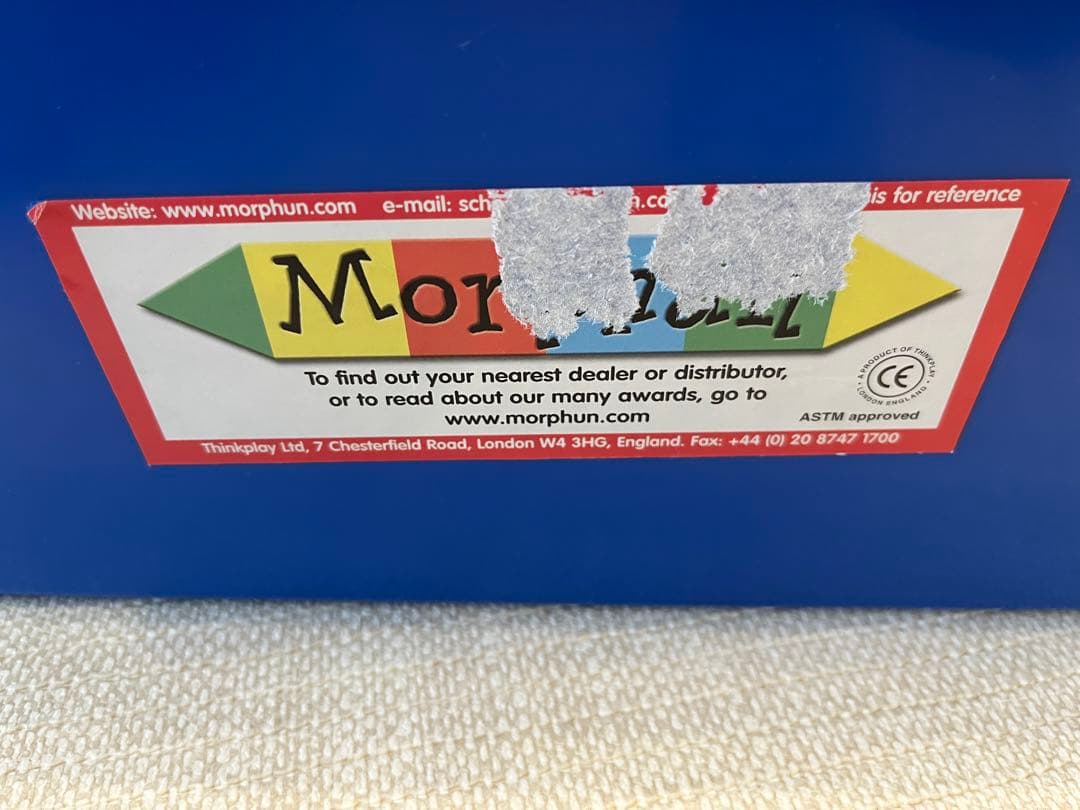 Website: www.morphun.com e-mail: sch n.co is for reference
Mor
To find out your nearest dealer or distributor,
or to read about our many awards, go to
www.morphun.com
A PRODUCT OF THINKPLAY • LONDON ENGLAND •
CE
ASTM approved
Thinkplay Ltd, 7 Chesterfield Road, London W4 3HG, England. Fax: +44 (0) 20 8747 1700